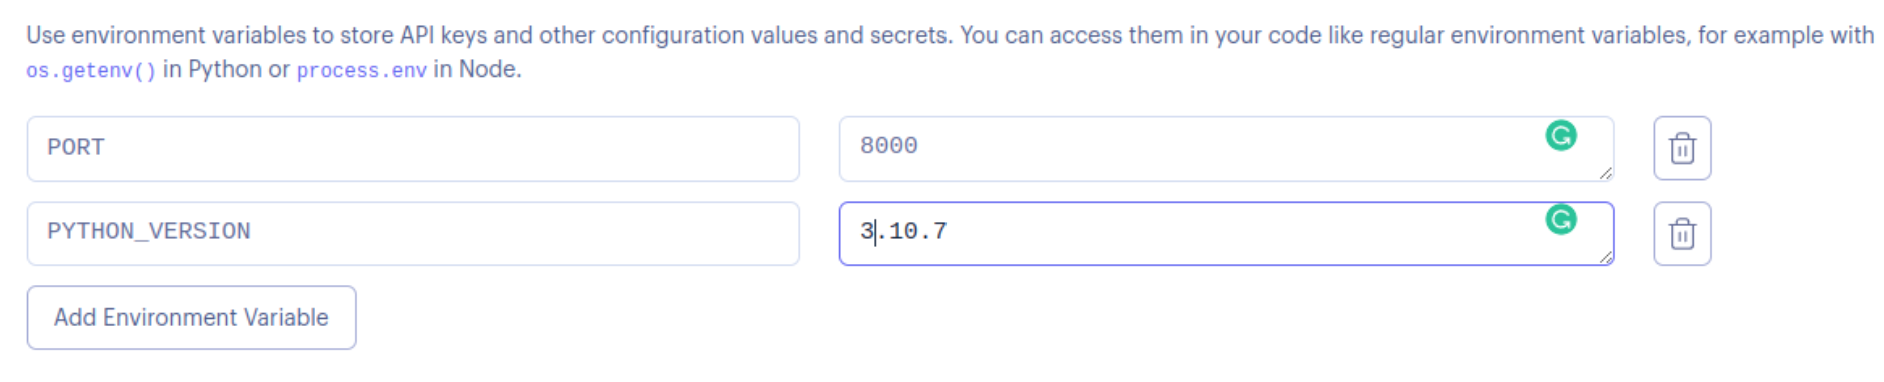 Use environment variables to store API keys and other configuration values and secrets. You can access them in your code like regular environment variables, for example with
os.getenv() in Python or process.env in Node.
PORT
8000
PYTHON_VERSION
3.10.7
Add Environment Variable